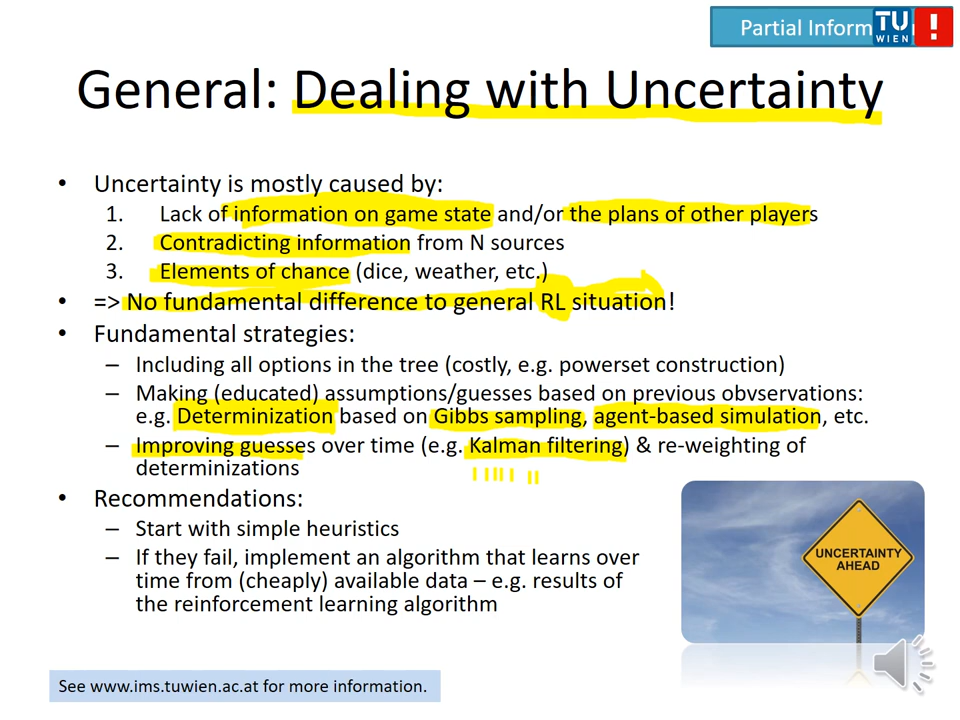 Partial Inform
TU
WIEN
!
General: Dealing with Uncertainty
• Uncertainty is mostly caused by:
1. Lack of information on game state and/or the plans of other players
2. Contradicting information from N sources
3. Elements of chance (dice, weather, etc.)
• => No fundamental difference to general RL situation!
• Fundamental strategies:
– Including all options in the tree (costly, e.g. powerset construction)
– Making (educated) assumptions/guesses based on previous obvservations:
e.g. Determinization based on Gibbs sampling, agent-based simulation, etc.
– Improving guesses over time (e.g. Kalman filtering) & re-weighting of
determinizations
• Recommendations:
– Start with simple heuristics
– If they fail, implement an algorithm that learns over
time from (cheaply) available data – e.g. results of
the reinforcement learning algorithm
UNCERTAINTY
AHEAD
See www.ims.tuwien.ac.at for more information.